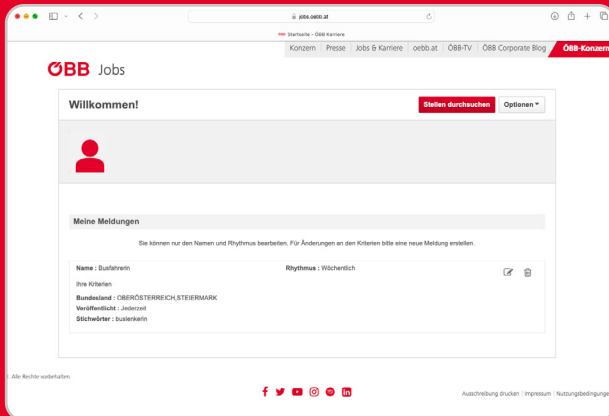 jobs.oebb.at
ÖBB Startseite - ÖBB Karriere
Konzern Presse Jobs & Karriere oebb.at ÖBB-TV ÖBB Corporate Blog ÖBB-Konzern
ÖBB Jobs
Willkommen!
Stellen durchsuchen Optionen
Meine Meldungen
Sie können nur den Namen und Rhythmus bearbeiten. Für Änderungen an den Kriterien bitte eine neue Meldung erstellen.
Name : Busfahrerin Rhythmus : Wöchentlich
Ihre Kriterien
Bundesland : OBERÖSTERREICH,STEIERMARK
Veröffentlicht : Jederzeit
Stichwörter : buslenkerin
. Alle Rechte vorbehalten.
Ausschreibung drucken Impressum Nutzungsbedingunge